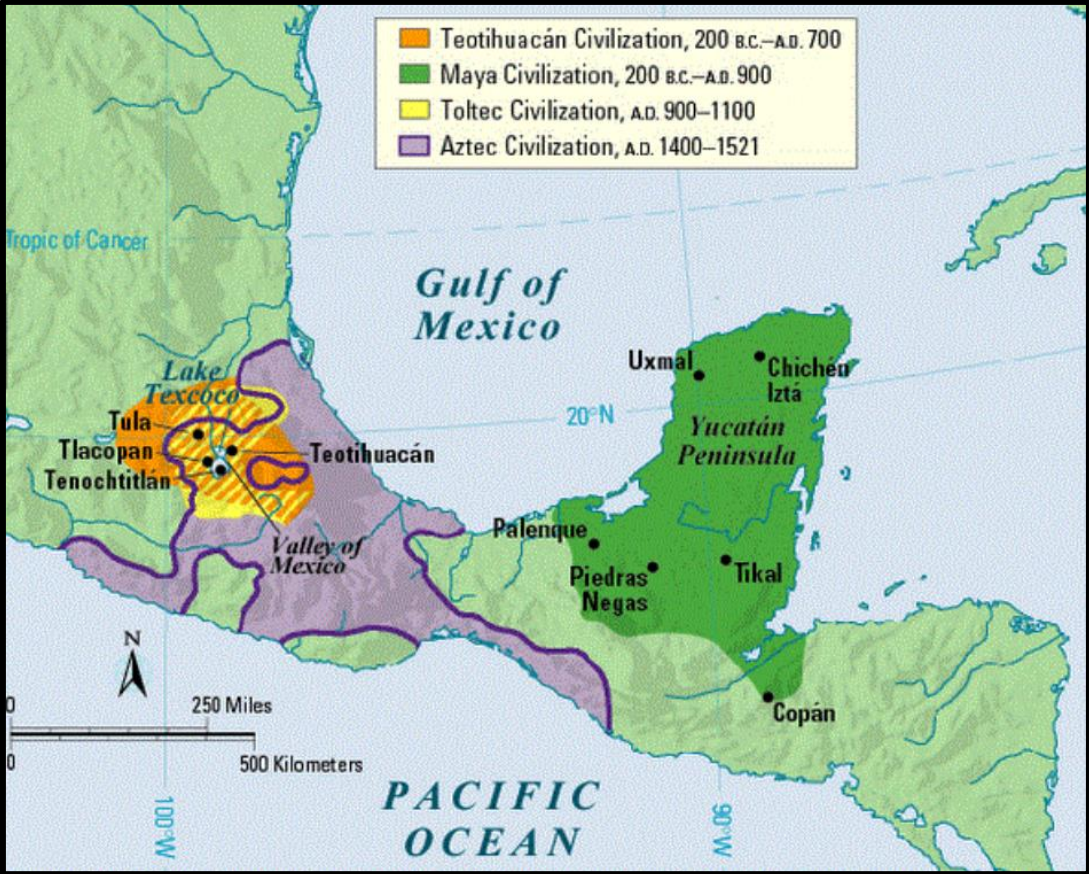 Teotihuacán Civilization, 200 B.C.–A.D. 700
Maya Civilization, 200 B.C.–A.D. 900
Toltec Civilization, A.D. 900–1100
Aztec Civilization, A.D. 1400–1521
Tropic of Cancer
Gulf of
Mexico
Lake
Texcoco
Tula
Tlacopan
Tenochtitlán
Teotihuacán
Valley of
Mexico
20°N
Uxmal
Chichén
Iztá
Yucatán
Peninsula
Palenque
Piedras
Negas
Tikal
Copán
N
0
250 Miles
0
500 Kilometers
100°W
90°W
PACIFIC
OCEAN